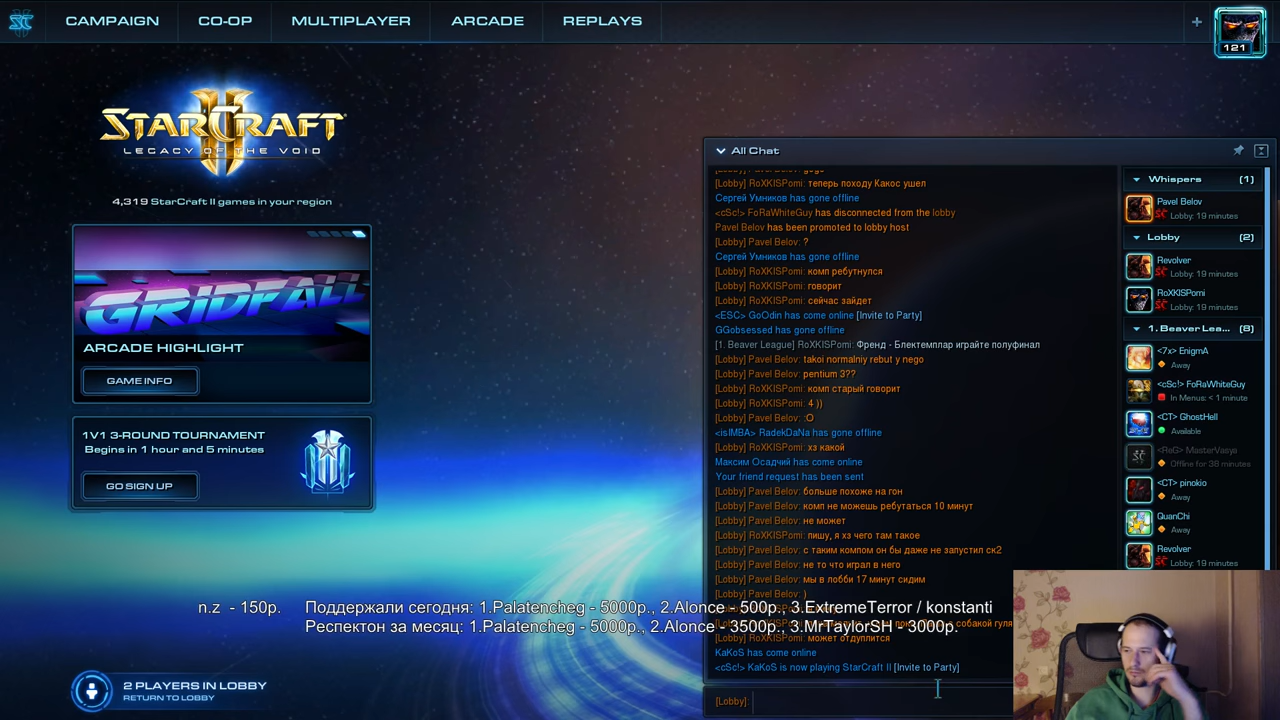 CAMPAIGN
CO-OP
MULTIPLAYER
ARCADE
REPLAYS
121
STARCRAFT
II
LEGACY OF THE VOID
4,319 StarCraft II games in your region
GRIDFALL
ARCADE HIGHLIGHT
GAME INFO
1V1 3-ROUND TOURNAMENT
Begins in 1 hour and 5 minutes
GO SIGN UP
All Chat
[Lobby] RoXKISPomi: теперь походу Какос ушел
Сергей Умников has gone offline
<cSc!> FoRaWhiteGuy has disconnected from the lobby
Pavel Belov has been promoted to lobby host
[Lobby] Pavel Belov: ?
Сергей Умников has gone offline
[Lobby] RoXKISPomi: комп ребутнулся
[Lobby] RoXKISPomi: говорит
[Lobby] RoXKISPomi: сейчас зайдет
<ESC> GoOdin has come online [Invite to Party]
GGobsessed has gone offline
[1. Beaver League] RoXKISPomi: Френд - Блектемплар играйте полуфинал
[Lobby] Pavel Belov: takoi normalniy rebut y nego
[Lobby] Pavel Belov: pentium 3??
[Lobby] RoXKISPomi: комп старый говорит
[Lobby] RoXKISPomi: 4 ))
[Lobby] Pavel Belov: :O
<isIMBA> RadekDaNa has gone offline
[Lobby] RoXKISPomi: хз какой
Максим Осадчий has come online
Your friend request has been sent
[Lobby] Pavel Belov: больше похоже на гон
[Lobby] Pavel Belov: комп не можешь ребутаться 10 минут
[Lobby] Pavel Belov: не может
[Lobby] RoXKISPomi: пишу, я хз чего там такое
[Lobby] Pavel Belov: с таким компом он бы даже не запустил ск2
[Lobby] Pavel Belov: не то что играл в него
[Lobby] Pavel Belov: мы в лобби 17 минут сидим
[Lobby] Pavel Belov: )
с собакой гуля
[Lobby] RoXKISPomi: может отдуплится
KaKoS has come online
<cSc!> KaKoS is now playing StarCraft II [Invite to Party]
[Lobby]:
Whispers (1)
Pavel Belov
Lobby: 19 minutes
Lobby (2)
Revolver
Lobby: 19 minutes
RoXKISPomi
Lobby: 19 minutes
1. Beaver Lea... (8)
<7x> EnigmA
Away
<cSc!> FoRaWhiteGuy
In Menus: < 1 minute
<CT> GhostHell
Available
<ReG> MasterVasya
Offline for 38 minutes
<CT> pinokio
Away
QuanChi
Away
Revolver
Lobby: 19 minutes
n.z - 150р. Поддержали сегодня: 1.Palatencheg - 5000р., 2.Alonce - 500р., 3.ExtremeTerror / konstanti
Респектон за месяц: 1.Palatencheg - 5000р., 2.Alonce - 3500р., 3.MrTaylorSH - 3000р.
2 PLAYERS IN LOBBY
RETURN TO LOBBY